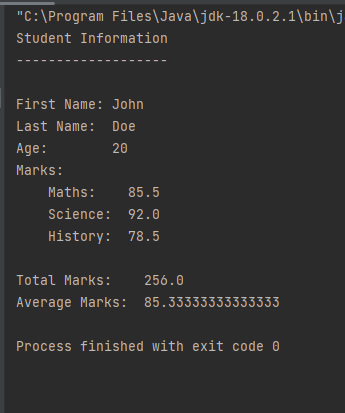 "C:\Program Files\Java\jdk-18.0.2.1\bin\j
Student Information
-------------------
First Name: John
Last Name:  Doe
Age:        20
Marks:
    Maths:    85.5
    Science:  92.0
    History:  78.5
Total Marks:    256.0
Average Marks:  85.33333333333333
Process finished with exit code 0